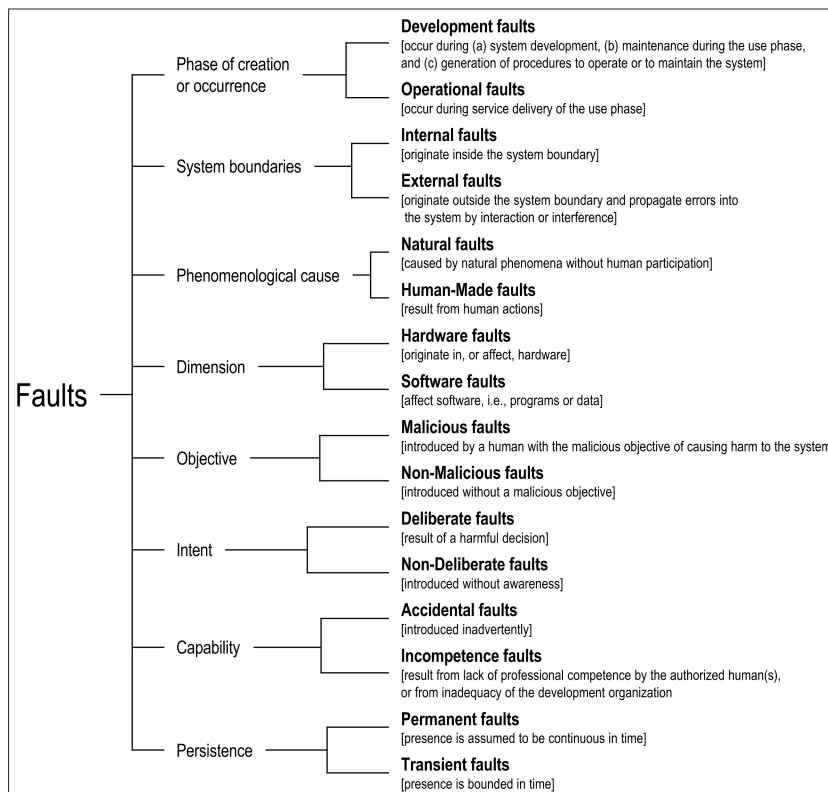 Faults
Phase of creation
or occurrence
Development faults
[occur during (a) system development, (b) maintenance during the use phase,
and (c) generation of procedures to operate or to maintain the system]
Operational faults
[occur during service delivery of the use phase]
System boundaries
Internal faults
[originate inside the system boundary]
External faults
[originate outside the system boundary and propagate errors into
the system by interaction or interference]
Phenomenological cause
Natural faults
[caused by natural phenomena without human participation]
Human-Made faults
[result from human actions]
Dimension
Hardware faults
[originate in, or affect, hardware]
Software faults
[affect software, i.e., programs or data]
Objective
Malicious faults
[introduced by a human with the malicious objective of causing harm to the system
Non-Malicious faults
[introduced without a malicious objective]
Intent
Deliberate faults
[result of a harmful decision]
Non-Deliberate faults
[introduced without awareness]
Capability
Accidental faults
[introduced inadvertently]
Incompetence faults
[result from lack of professional competence by the authorized human(s),
or from inadequacy of the development organization
Persistence
Permanent faults
[presence is assumed to be continuous in time]
Transient faults
[presence is bounded in time]